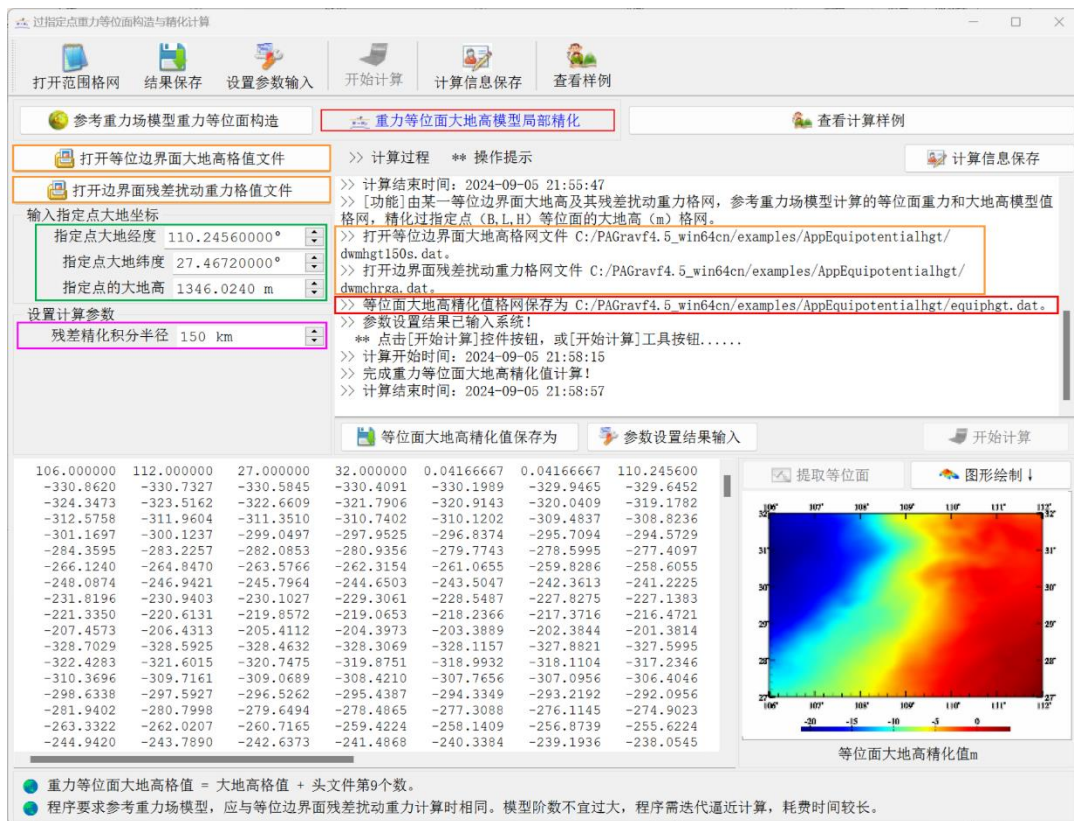 过指定点重力等位面构造与精化计算
打开范围格网 结果保存 设置参数输入 开始计算 计算信息保存 查看样例
参考重力场模型重力等位面构造 重力等位面大地高模型局部精化 查看计算样例
打开等位边界面大地高格值文件
打开边界面残差扰动重力格值文件
输入指定点大地坐标
指定点大地经度 110.24560000°
指定点大地纬度 27.46720000°
指定点的大地高 1346.0240 m
设置计算参数
残差精化积分半径 150 km
>> 计算过程 ** 操作提示 计算信息保存
>> 计算结束时间：2024-09-05 21:55:47
>> [功能]由某一等位边界面大地高及其残差扰动重力格网，参考重力场模型计算的等位面重力和大地高模型值
格网，精化过指定点（B,L,H）等位面的大地高（m）格网。
>> 打开等位边界面大地高格网文件 C:/PAGravf4.5_win64cn/examples/AppEquipotentialhgt/
dwmhgt150s.dat。
>> 打开边界面残差扰动重力格网文件 C:/PAGravf4.5_win64cn/examples/AppEquipotentialhgt/
dwmchrga.dat。
>> 等位面大地高精化值格网保存为 C:/PAGravf4.5_win64cn/examples/AppEquipotentialhgt/equiphgt.dat。
>> 参数设置结果已输入系统！
** 点击[开始计算]控件按钮，或[开始计算]工具按钮......
>> 计算开始时间：2024-09-05 21:58:15
>> 完成重力等位面大地高精化值计算！
>> 计算结束时间：2024-09-05 21:58:57
等位面大地高精化值保存为 参数设置结果输入 开始计算
106.000000 112.000000 27.000000 32.000000 0.04166667 0.04166667 110.245600
-330.8620 -330.7327 -330.5845 -330.4091 -330.1989 -329.9465 -329.6452
-324.3473 -323.5162 -322.6609 -321.7906 -320.9143 -320.0409 -319.1782
-312.5758 -311.9604 -311.3510 -310.7402 -310.1202 -309.4837 -308.8236
-301.1697 -300.1237 -299.0497 -297.9525 -296.8374 -295.7094 -294.5729
-284.3595 -283.2257 -282.0853 -280.9356 -279.7743 -278.5995 -277.4097
-266.1240 -264.8470 -263.5766 -262.3154 -261.0655 -259.8286 -258.6055
-248.0874 -246.9421 -245.7964 -244.6503 -243.5047 -242.3613 -241.2225
-231.8196 -230.9403 -230.1027 -229.3061 -228.5487 -227.8275 -227.1383
-221.3350 -220.6131 -219.8572 -219.0653 -218.2366 -217.3716 -216.4721
-207.4573 -206.4313 -205.4112 -204.3973 -203.3889 -202.3844 -201.3814
-328.7029 -328.5925 -328.4632 -328.3069 -328.1157 -327.8821 -327.5995
-322.4283 -321.6015 -320.7475 -319.8751 -318.9932 -318.1104 -317.2346
-310.3696 -309.7161 -309.0689 -308.4210 -307.7656 -307.0956 -306.4046
-298.6338 -297.5927 -296.5262 -295.4387 -294.3349 -293.2192 -292.0956
-281.9402 -280.7998 -279.6494 -278.4865 -277.3088 -276.1145 -274.9023
-263.3322 -262.0207 -260.7165 -259.4224 -258.1409 -256.8739 -255.6224
-244.9420 -243.7890 -242.6373 -241.4868 -240.3384 -239.1936 -238.0545
提取等位面 图形绘制↓
106° 107° 108° 109° 110° 111° 112°
32° 32°
31° 31°
30° 30°
29° 29°
28° 28°
27° 27°
106° 107° 108° 109° 110° 111° 112°
-20 -15 -10 -5 0
等位面大地高精化值m
重力等位面大地高格值 = 大地高格值 + 头文件第9个数。
程序要求参考重力场模型，应与等位边界面残差扰动重力计算时相同。模型阶数不宜过大，程序需迭代逼近计算，耗费时间较长。